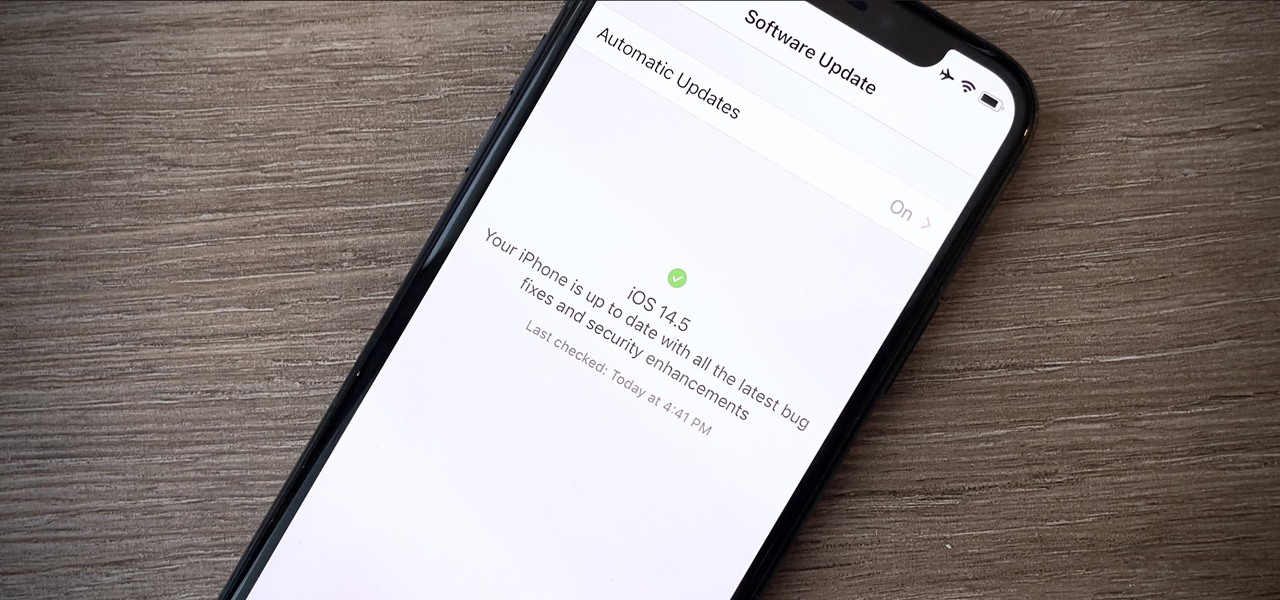 Software Update
Automatic Updates
On
iOS 14.5
Your iPhone is up to date with all the latest bug
fixes and security enhancements
Last checked: Today at 4:41 PM